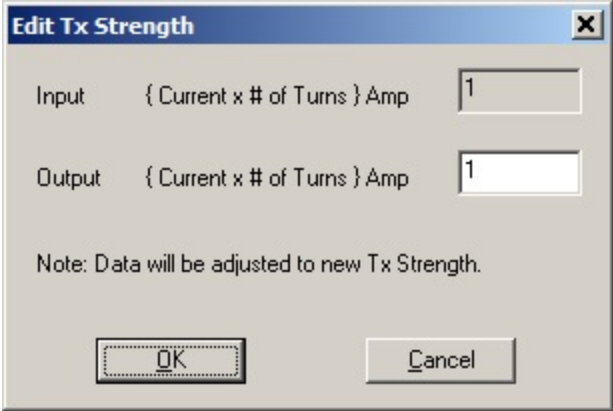 Edit Tx Strength
Input { Current x # of Turns } Amp 1
Output { Current x # of Turns } Amp 1
Note: Data will be adjusted to new Tx Strength.
OK Cancel